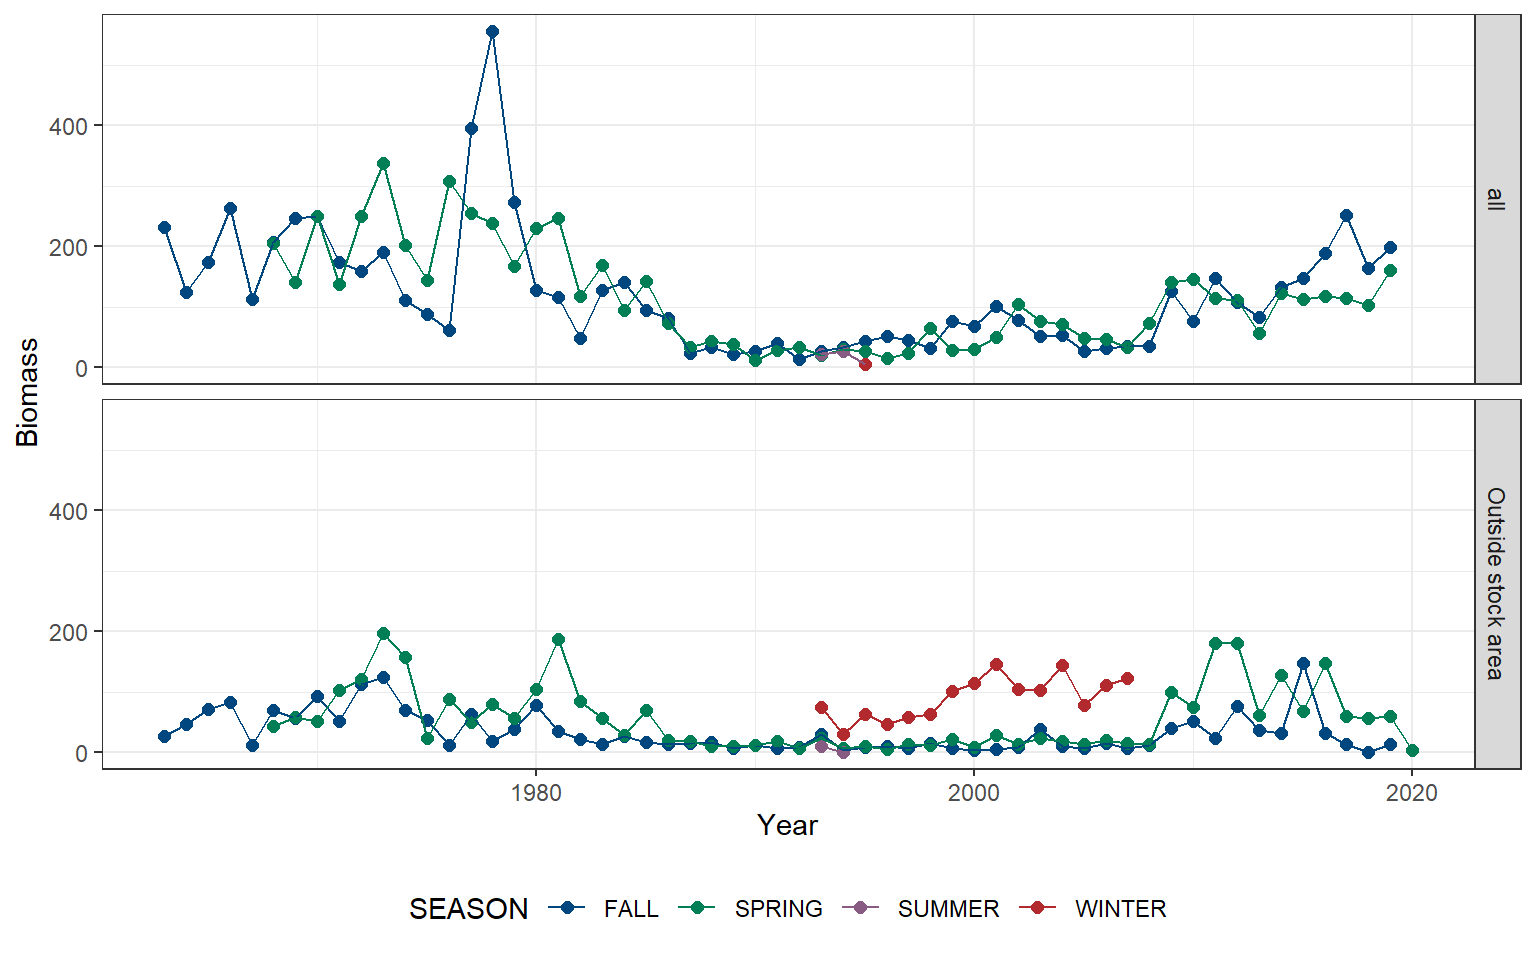 400
200
0
all
Biomass
400
200
0
Outside stock area
1980 2000 2020
Year
SEASON FALL SPRING SUMMER WINTER